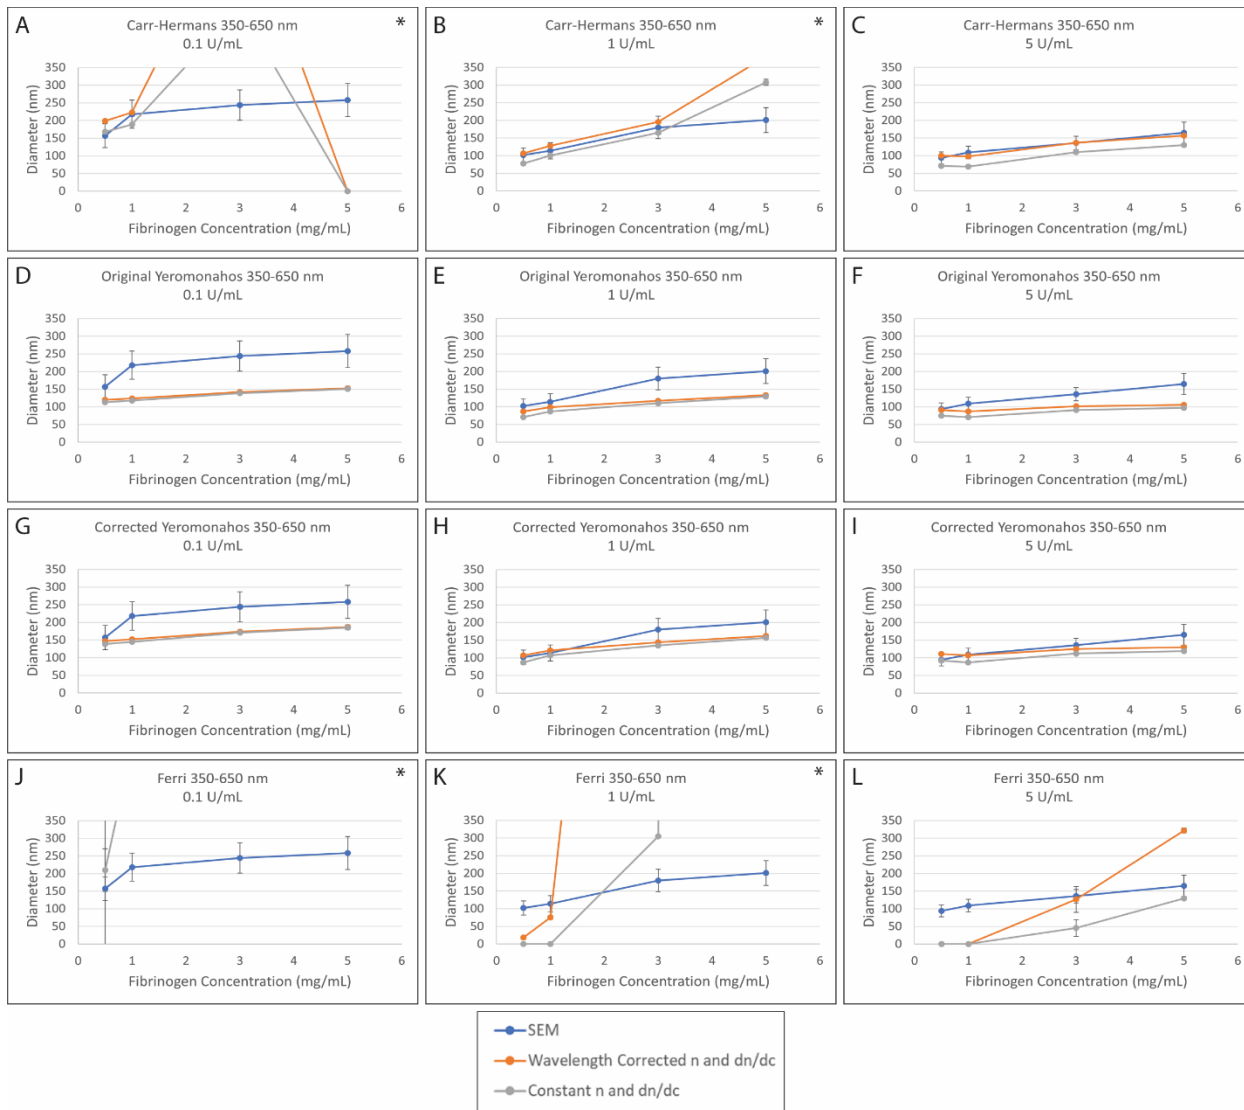 A
Carr-Hermans 350-650 nm
*
0.1 U/mL
Diameter (nm)
350
300
250
200
150
100
50
0
0 1 2 3 4 5 6
Fibrinogen Concentration (mg/mL)
B
Carr-Hermans 350-650 nm
*
1 U/mL
Diameter (nm)
350
300
250
200
150
100
50
0
0 1 2 3 4 5 6
Fibrinogen Concentration (mg/mL)
C
Carr-Hermans 350-650 nm
5 U/mL
Diameter (nm)
350
300
250
200
150
100
50
0
0 1 2 3 4 5 6
Fibrinogen Concentration (mg/mL)
D
Original Yeromonahos 350-650 nm
0.1 U/mL
Diameter (nm)
350
300
250
200
150
100
50
0
0 1 2 3 4 5 6
Fibrinogen Concentration (mg/mL)
E
Original Yeromonahos 350-650 nm
1 U/mL
Diameter (nm)
350
300
250
200
150
100
50
0
0 1 2 3 4 5 6
Fibrinogen Concentration (mg/mL)
F
Original Yeromonahos 350-650 nm
5 U/mL
Diameter (nm)
350
300
250
200
150
100
50
0
0 1 2 3 4 5 6
Fibrinogen Concentration (mg/mL)
G
Corrected Yeromonahos 350-650 nm
0.1 U/mL
Diameter (nm)
350
300
250
200
150
100
50
0
0 1 2 3 4 5 6
Fibrinogen Concentration (mg/mL)
H
Corrected Yeromonahos 350-650 nm
1 U/mL
Diameter (nm)
350
300
250
200
150
100
50
0
0 1 2 3 4 5 6
Fibrinogen Concentration (mg/mL)
I
Corrected Yeromonahos 350-650 nm
5 U/mL
Diameter (nm)
350
300
250
200
150
100
50
0
0 1 2 3 4 5 6
Fibrinogen Concentration (mg/mL)
J
Ferri 350-650 nm
*
0.1 U/mL
Diameter (nm)
350
300
250
200
150
100
50
0
0 1 2 3 4 5 6
Fibrinogen Concentration (mg/mL)
K
Ferri 350-650 nm
*
1 U/mL
Diameter (nm)
350
300
250
200
150
100
50
0
0 1 2 3 4 5 6
Fibrinogen Concentration (mg/mL)
L
Ferri 350-650 nm
5 U/mL
Diameter (nm)
350
300
250
200
150
100
50
0
0 1 2 3 4 5 6
Fibrinogen Concentration (mg/mL)
SEM
Wavelength Corrected n and dn/dc
Constant n and dn/dc